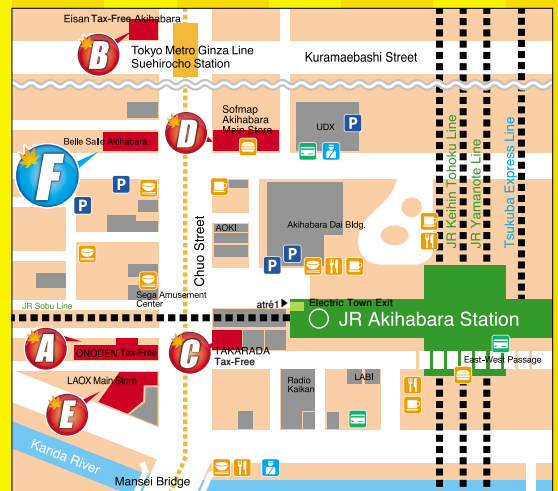 Eisan Tax-Free Akihabara
B
Tokyo Metro Ginza Line
Suehirocho Station
Kuramaebashi Street
Sofmap
Akihabara
Main Store
D
UDX
P
Belle Salle Akihabara
F
P
P
Chuo Street
AOKI
Akihabara Dai Bldg.
P
P
JR Keihin Tohoku Line
JR Yamanote Line
Tsukuba Express Line
Sega Amusement
Center
JR Sobu Line
atré1
Electric Town Exit
JR Akihabara Station
A
ONODEN Tax-Free
C
TAKARADA
Tax-Free
East-West Passage
LAOX Main Store
E
Radio
Kaikan
LABI
Kanda River
Mansei Bridge